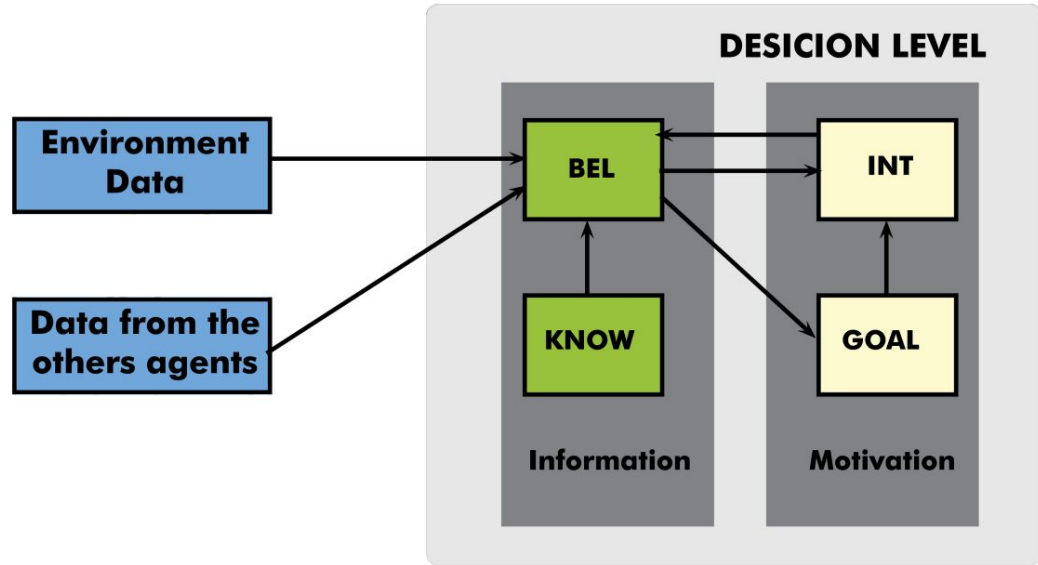 DESICION LEVEL
Environment
Data
BEL
INT
Data from the
others agents
KNOW
GOAL
Information
Motivation